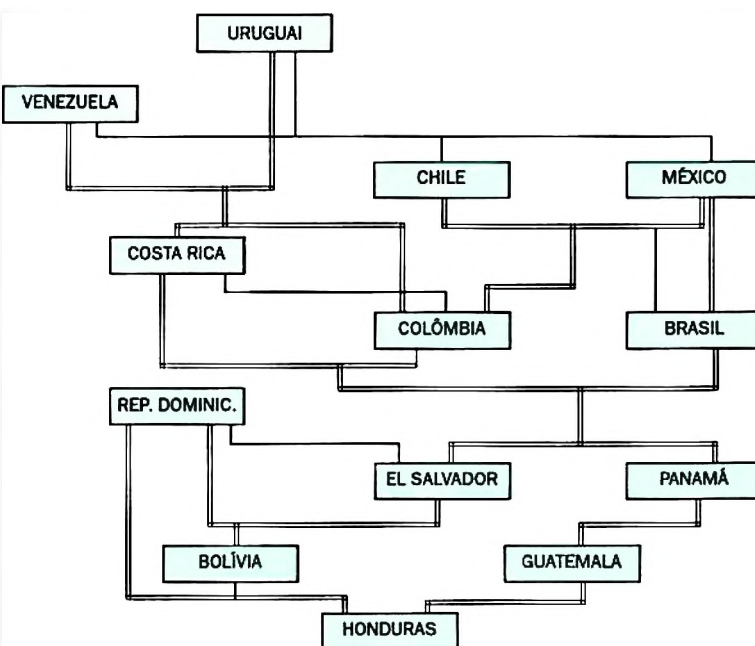 URUGUAI
VENEZUELA
CHILE
MÉXICO
COSTA RICA
COLÔMBIA
BRASIL
REP. DOMINIC.
EL SALVADOR
PANAMÁ
BOLÍVIA
GUATEMALA
HONDURAS